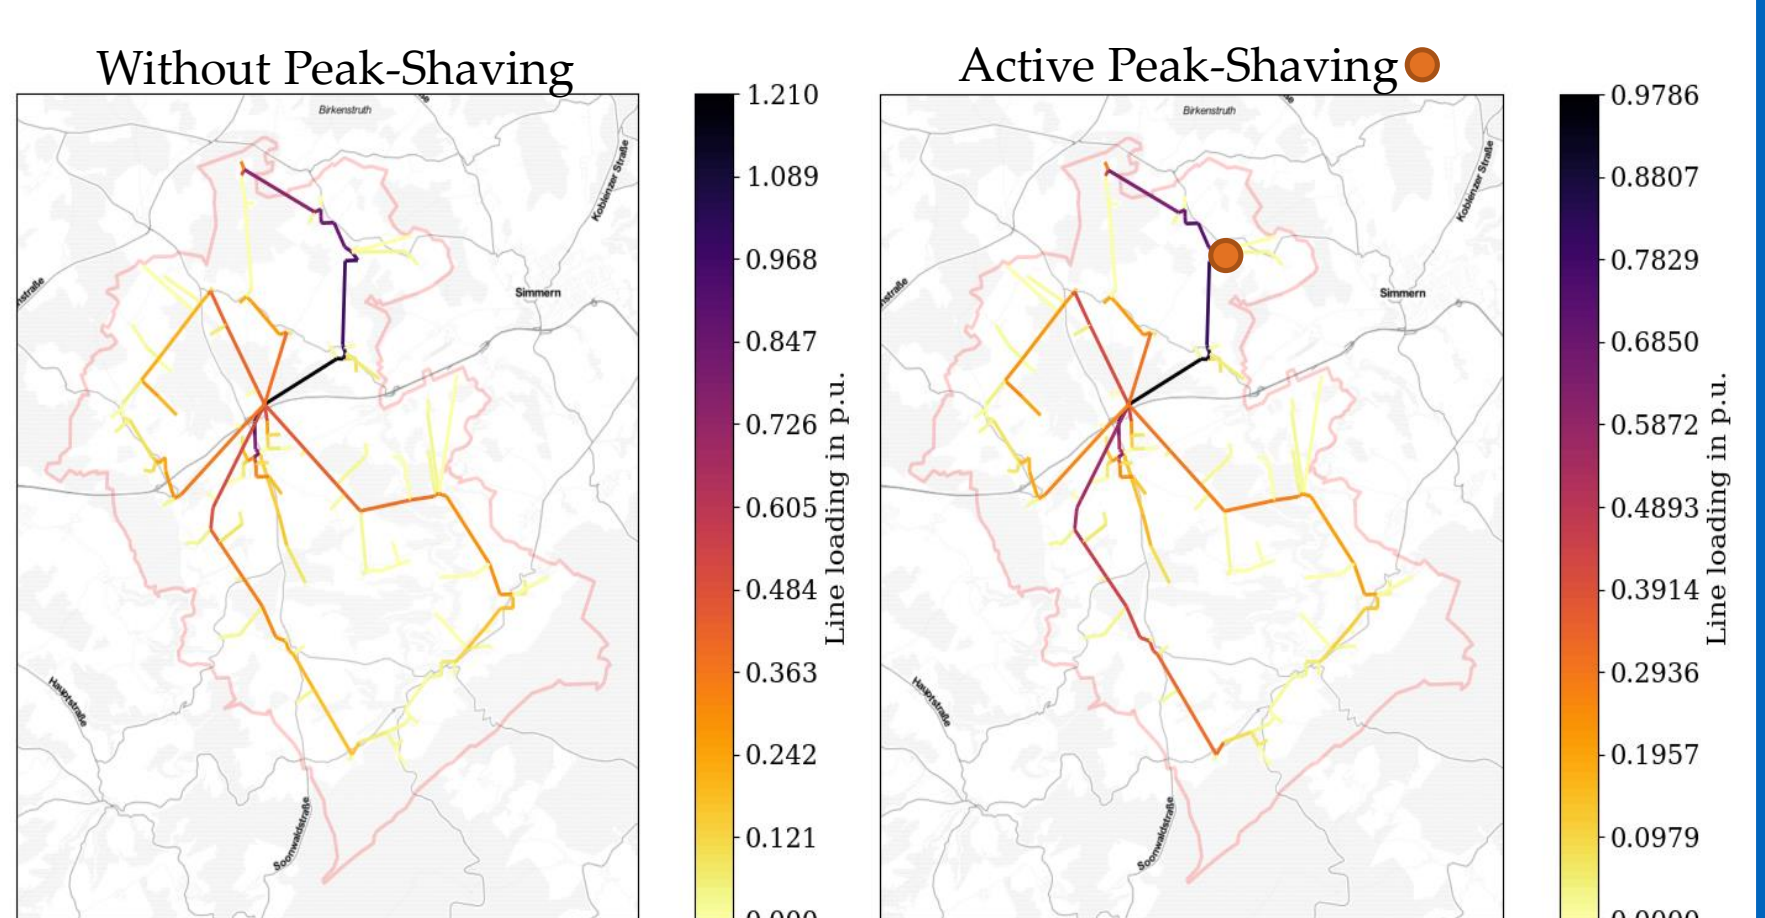 Without Peak-Shaving
Birkenstruth
Koblenzer Straße
Simmern
Hauptstraße
Soonwaldstraße
1.210
1.089
0.968
0.847
0.726
0.605
0.484
0.363
0.242
0.121
0.000
Line loading in p.u.
Active Peak-Shaving
Birkenstruth
Koblenzer Straße
Simmern
Hauptstraße
Soonwaldstraße
0.9786
0.8807
0.7829
0.6850
0.5872
0.4893
0.3914
0.2936
0.1957
0.0979
0.0000
Line loading in p.u.